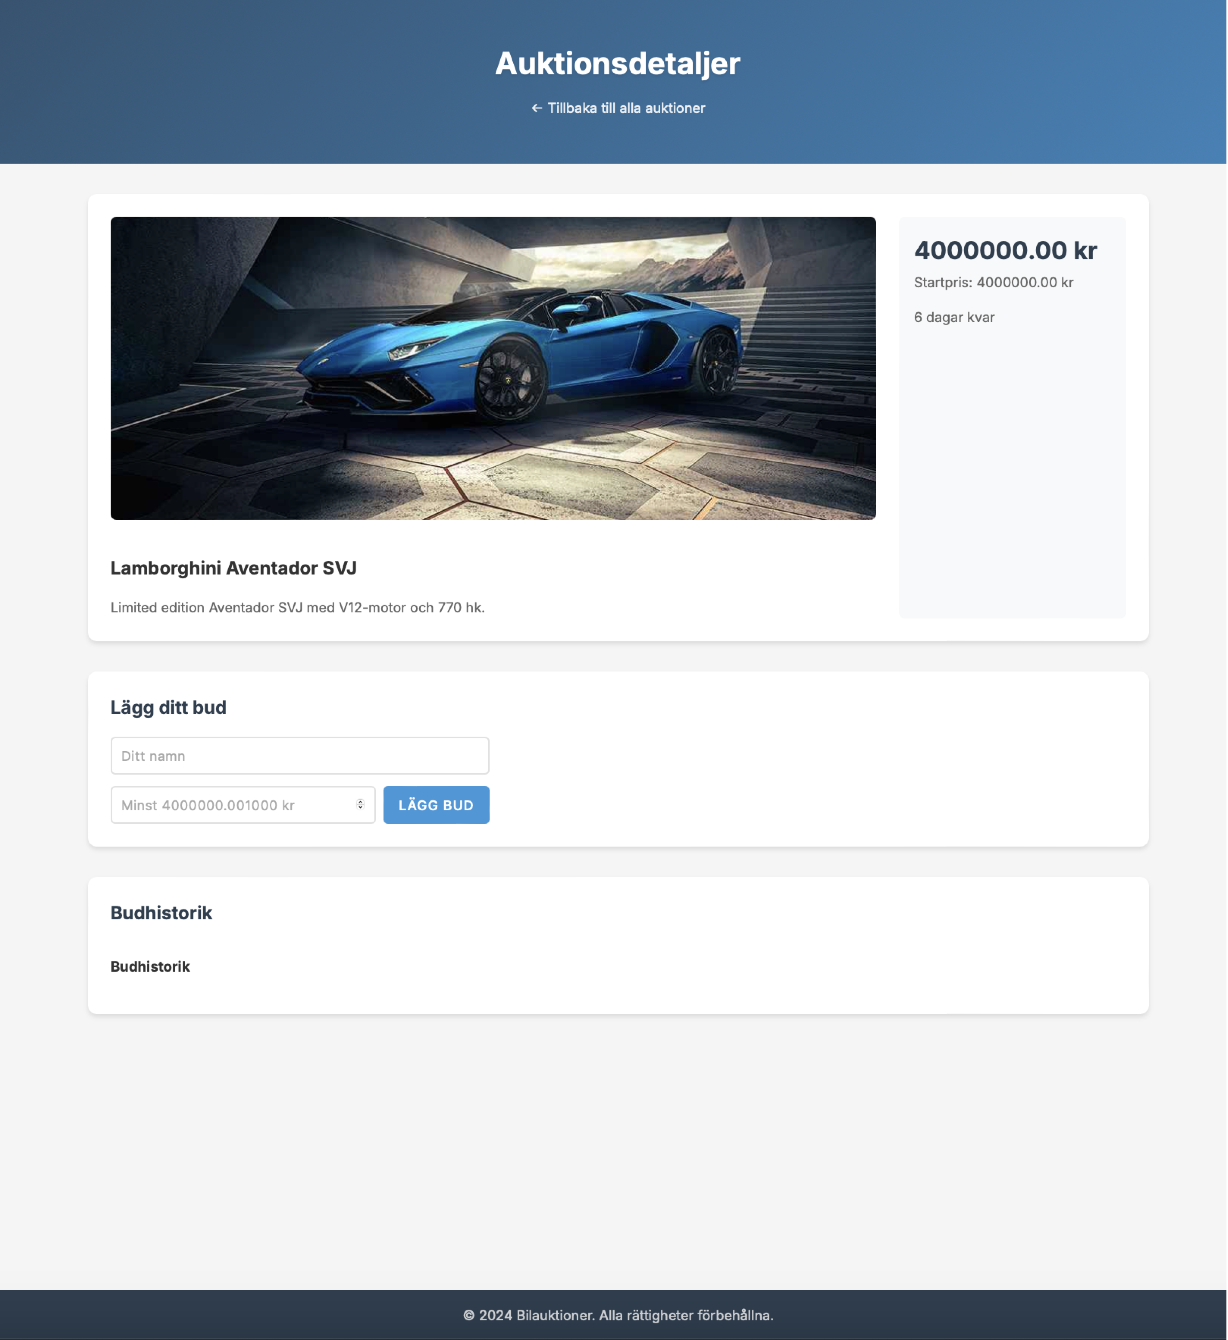 Auktionsdetaljer
← Tillbaka till alla auktioner
4000000.00 kr
Startpris: 4000000.00 kr
6 dagar kvar
Lamborghini Aventador SVJ
Limited edition Aventador SVJ med V12-motor och 770 hk.
Lägg ditt bud
Ditt namn
Minst 4000000.001000 kr
LÄGG BUD
Budhistorik
Budhistorik
© 2024 Bilauktioner. Alla rättigheter förbehållna.